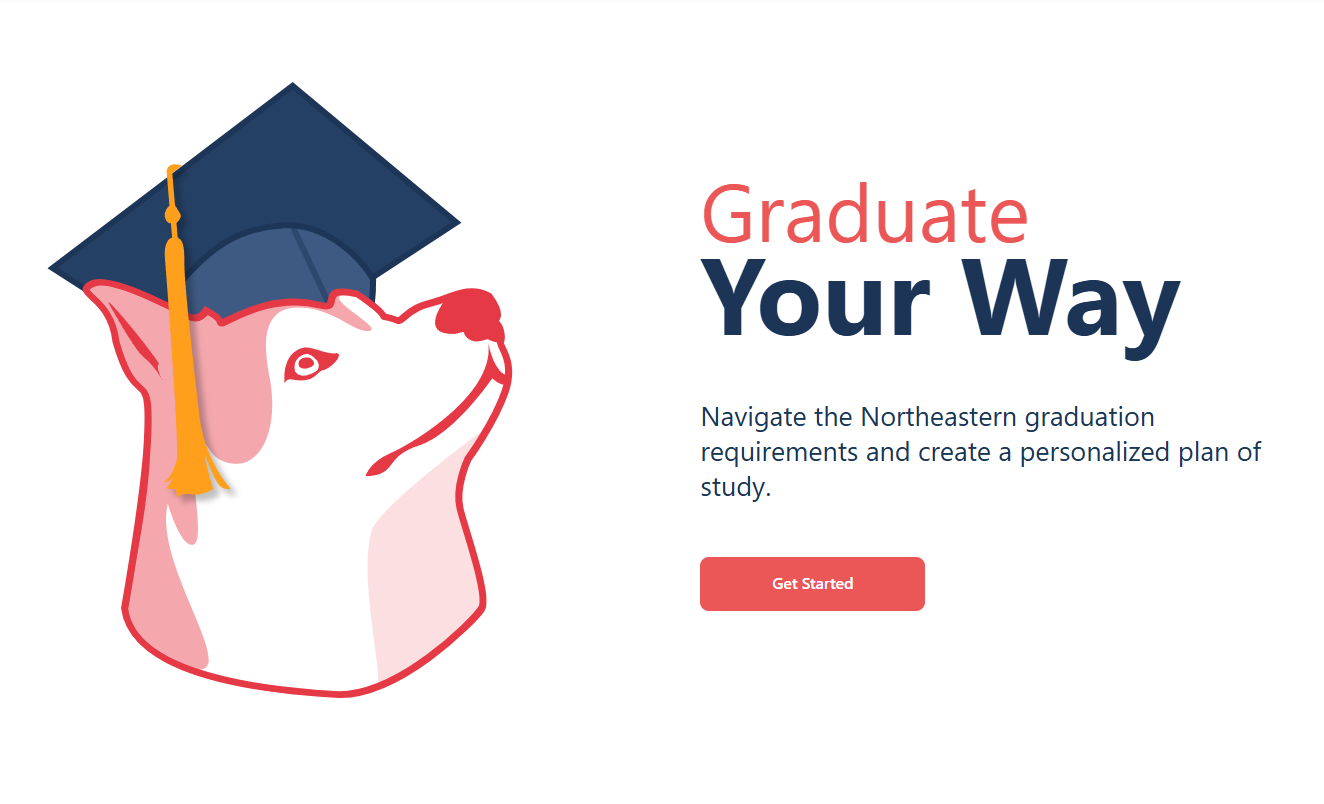 Graduate
Your Way
Navigate the Northeastern graduation
requirements and create a personalized plan of
study.
Get Started